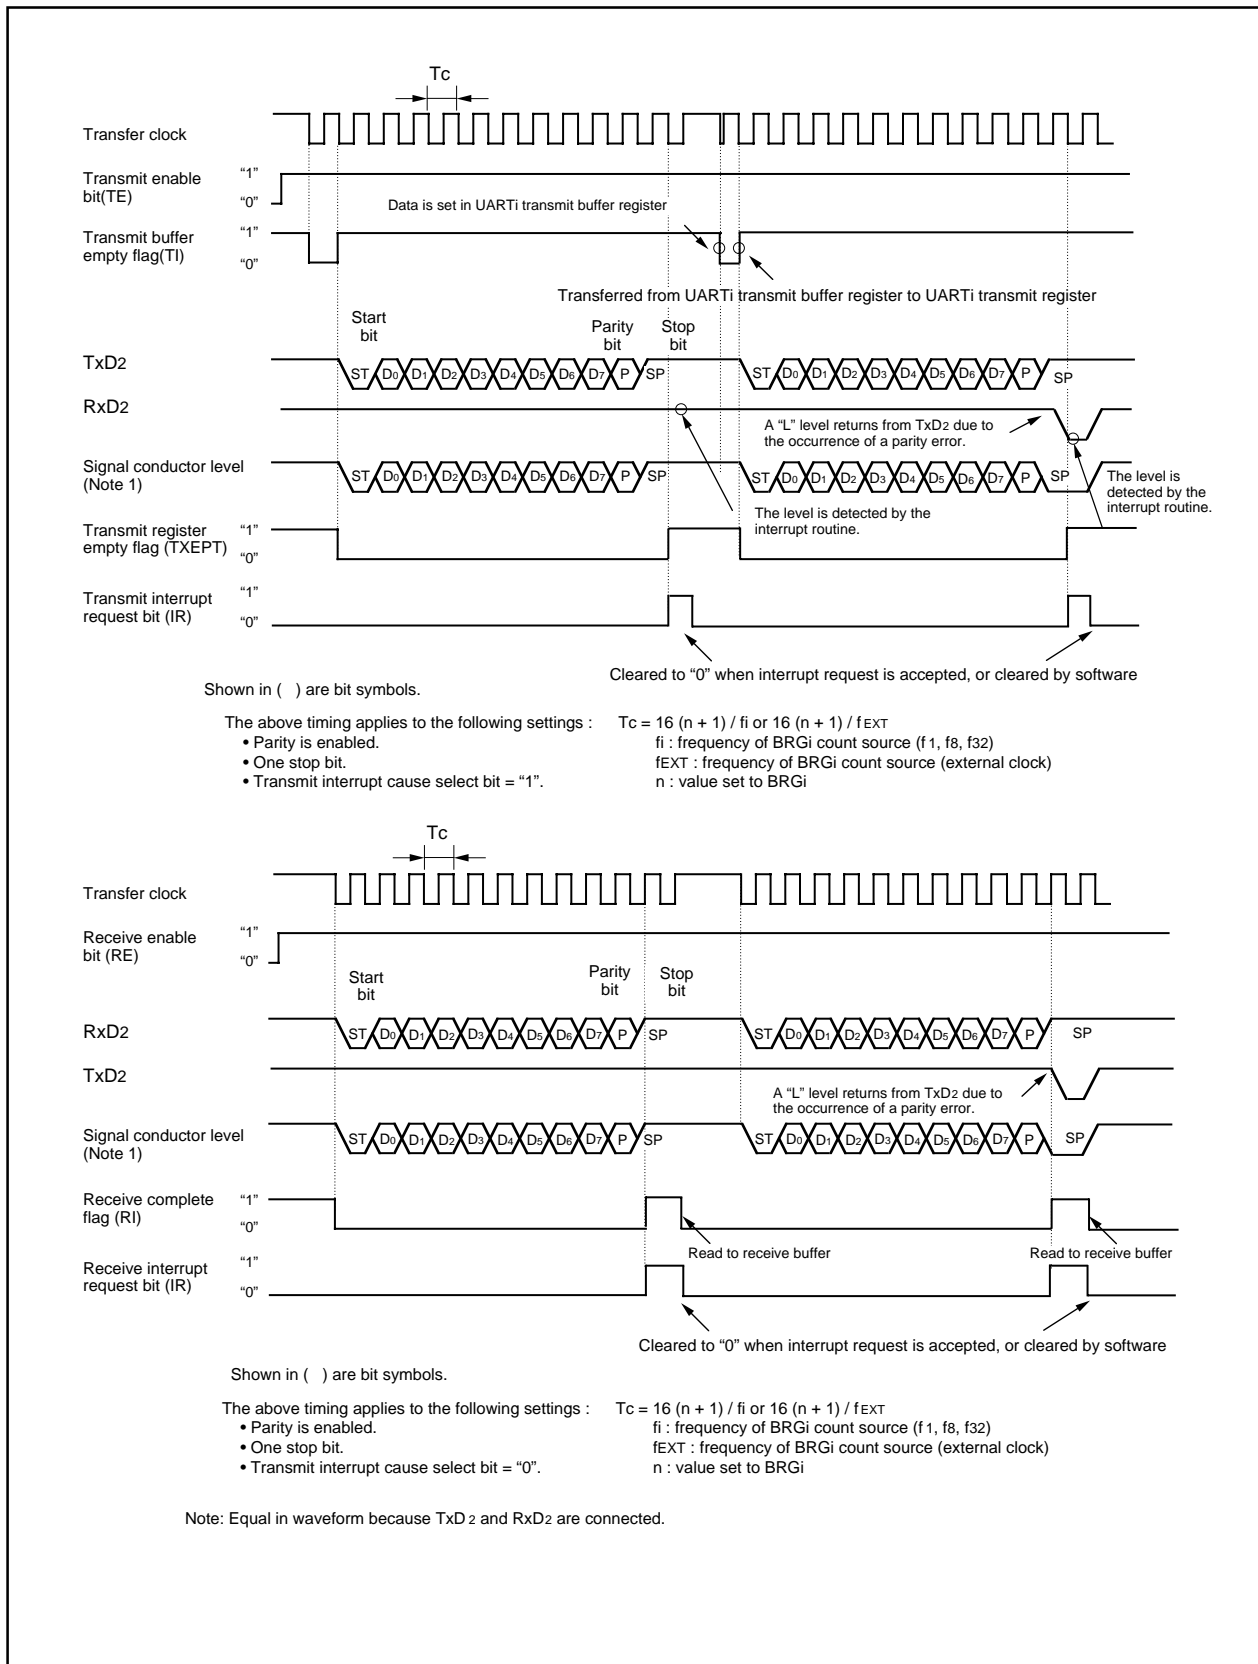 Tc
Transfer clock
Transmit enable
bit(TE)
“1”
“0”
Data is set in UARTi transmit buffer register
Transmit buffer
empty flag(TI)
“1”
“0”
Transferred from UARTi transmit buffer register to UARTi transmit register
Start
bit
Parity
bit
Stop
bit
TxD2
ST D0 D1 D2 D3 D4 D5 D6 D7 P SP
ST D0 D1 D2 D3 D4 D5 D6 D7 P SP
RxD2
A “L” level returns from TxD2 due to
the occurrence of a parity error.
Signal conductor level
(Note 1)
ST D0 D1 D2 D3 D4 D5 D6 D7 P SP
ST D0 D1 D2 D3 D4 D5 D6 D7 P SP
The level is
detected by the
interrupt routine.
The level is detected by the
interrupt routine.
Transmit register
empty flag (TXEPT)
“1”
“0”
Transmit interrupt
request bit (IR)
“1”
“0”
Cleared to “0” when interrupt request is accepted, or cleared by software
Shown in ( ) are bit symbols.
The above timing applies to the following settings :
• Parity is enabled.
• One stop bit.
• Transmit interrupt cause select bit = “1”.
Tc = 16 (n + 1) / fi or 16 (n + 1) / fEXT
fi : frequency of BRGi count source (f1, f8, f32)
fEXT : frequency of BRGi count source (external clock)
n : value set to BRGi
Tc
Transfer clock
Receive enable
bit (RE)
“1”
“0”
Start
bit
Parity
bit
Stop
bit
RxD2
ST D0 D1 D2 D3 D4 D5 D6 D7 P SP
ST D0 D1 D2 D3 D4 D5 D6 D7 P SP
TxD2
A “L” level returns from TxD2 due to
the occurrence of a parity error.
Signal conductor level
(Note 1)
ST D0 D1 D2 D3 D4 D5 D6 D7 P SP
ST D0 D1 D2 D3 D4 D5 D6 D7 P SP
Receive complete
flag (RI)
“1”
“0”
Read to receive buffer
Read to receive buffer
Receive interrupt
request bit (IR)
“1”
“0”
Cleared to “0” when interrupt request is accepted, or cleared by software
Shown in ( ) are bit symbols.
The above timing applies to the following settings :
• Parity is enabled.
• One stop bit.
• Transmit interrupt cause select bit = “0”.
Tc = 16 (n + 1) / fi or 16 (n + 1) / fEXT
fi : frequency of BRGi count source (f1, f8, f32)
fEXT : frequency of BRGi count source (external clock)
n : value set to BRGi
Note: Equal in waveform because TxD2 and RxD2 are connected.